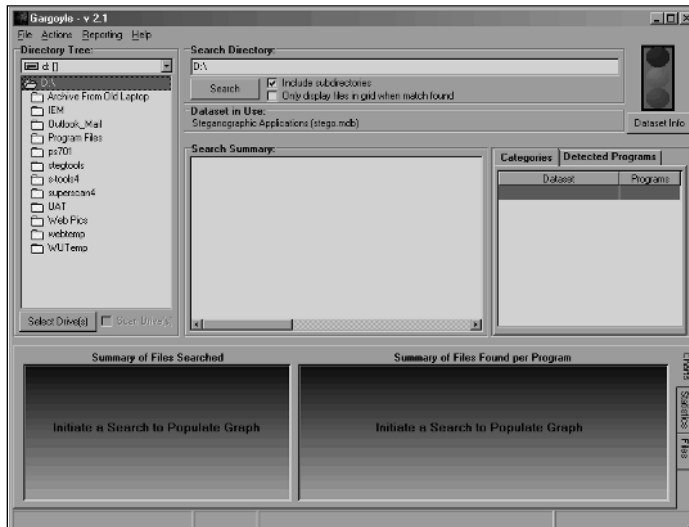 Gargoyle - v 2.1
File Actions Reporting Help
Directory Tree:
d: []
D:\
Archive From Old Laptop
IEM
Outlook_Mail
Program Files
ps701
stegtools
s-tools4
superscan4
UAT
Web Pics
webtemp
WUTemp
Select Drive(s)
Scan Drive(s)
Search Directory:
D:\
Search
Include subdirectories
Only display files in grid when match found
Dataset in Use:
Steganographic Applications (stego.mdb)
Dataset Info
Search Summary:
Categories Detected Programs
Dataset Programs
Summary of Files Searched
Initiate a Search to Populate Graph
Summary of Files Found per Program
Initiate a Search to Populate Graph
Charts
Statistics
Files